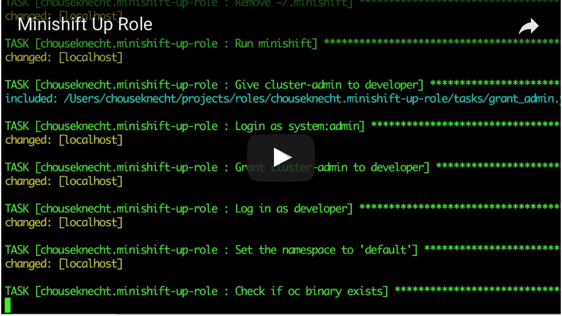 TASK [chouseknecht.minishift-up-role : Remove ~/.minishift] ****************************
changed: [localhost]
Minishift Up Role
TASK [chouseknecht.minishift-up-role : Run minishift] ************************************
changed: [localhost]
TASK [chouseknecht.minishift-up-role : Give cluster-admin to developer] ********************
included: /Users/chouseknecht/projects/roles/chouseknecht.minishift-up-role/tasks/grant_admin.y
TASK [chouseknecht.minishift-up-role : Login as system:admin] *****************************
changed: [localhost]
TASK [chouseknecht.minishift-up-role : Grant cluster-admin to developer] *******************
changed: [localhost]
TASK [chouseknecht.minishift-up-role : Log in as developer] *******************************
changed: [localhost]
TASK [chouseknecht.minishift-up-role : Set the namespace to 'default'] *********************
changed: [localhost]
TASK [chouseknecht.minishift-up-role : Check if oc binary exists] *************************